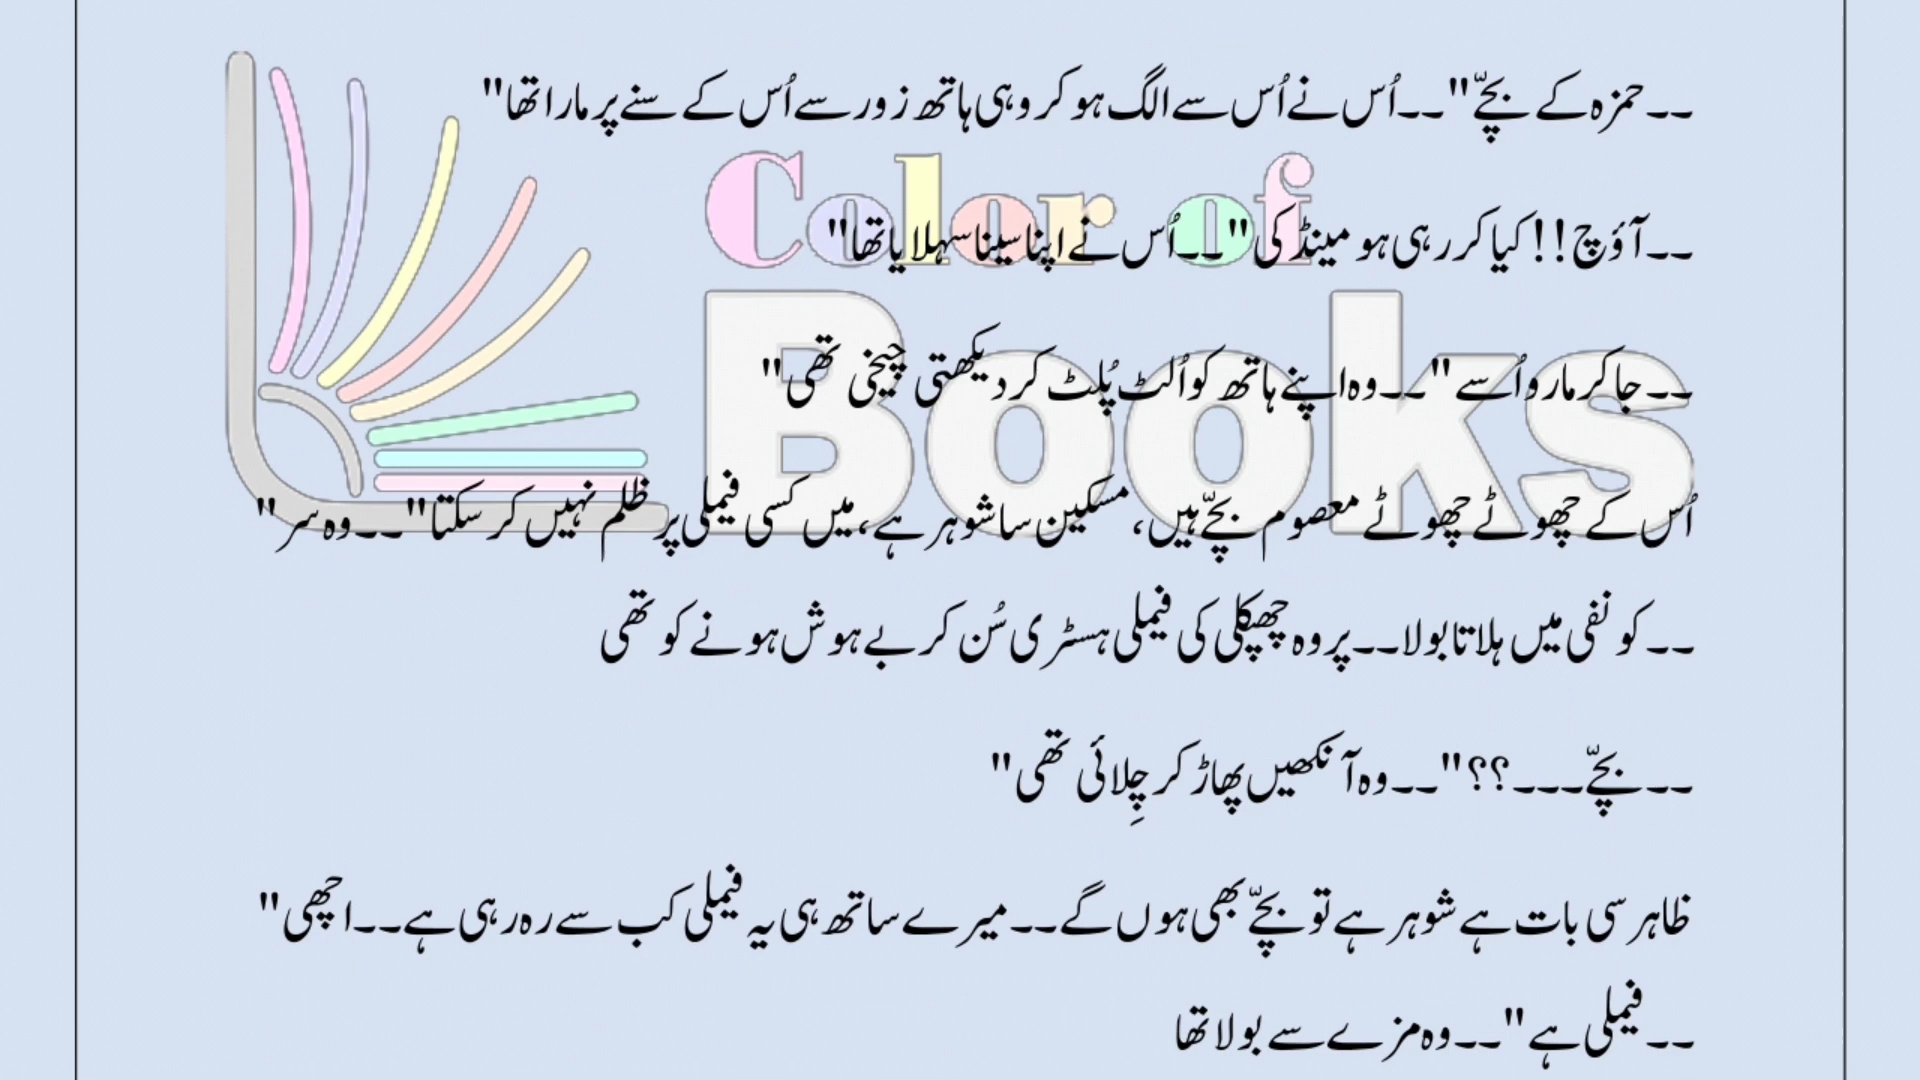 ۔۔حمزہ کے بچّے"۔۔اُس نے اُس سے الگ ہو کر وہی ہاتھ زور سے اُس کے سنے پر مارا تھا"
Color of
۔۔آؤچ!! کیا کر رہی ہو مینڈکی"۔۔اُس نے اپنا سینا سہلایا تھا"
Books
۔۔جا کر مارو اُسے"۔۔وہ اپنے ہاتھ کو اُلٹ پُلٹ کر دیکھتی چیخی تھی"
اُس کے چھوٹے چھوٹے معصوم بچّے ہیں، مسکین سا شوہر ہے، میں کسی فیملی پر ظلم نہیں کر سکتا"۔۔وہ سر"
۔۔کو نفی میں ہلاتا بولا۔۔پر وہ چھپکلی کی فیملی ہسٹری سُن کر بے ہوش ہونے کو تھی
۔۔بچّے۔۔۔؟؟"۔۔وہ آنکھیں پھاڑ کر چِلائی تھی"
ظاہر سی بات ہے شوہر ہے تو بچّے بھی ہوں گے۔۔میرے ساتھ ہی یہ فیملی کب سے رہ رہی ہے۔۔اچھی"
۔۔فیملی ہے"۔۔وہ مزے سے بولا تھا